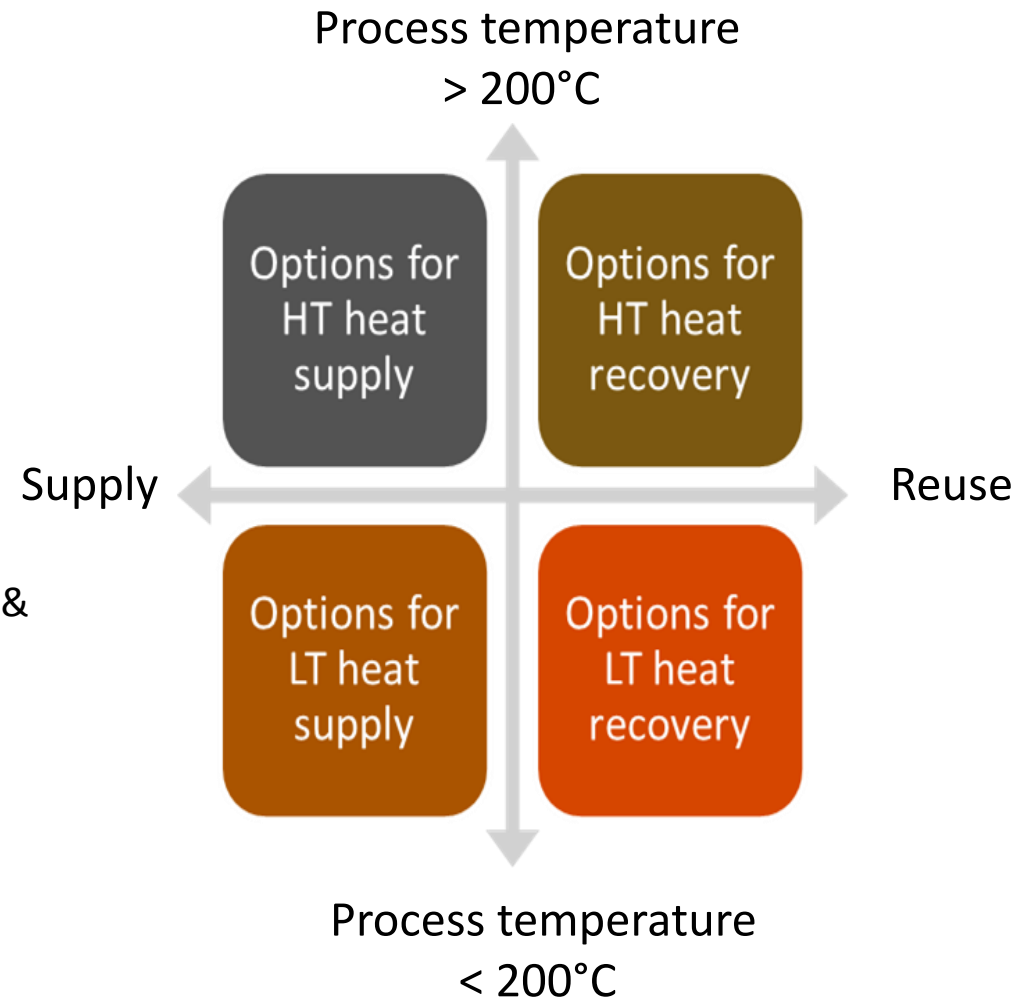 Process temperature
> 200°C
Options for
HT heat
supply
Options for
HT heat
recovery
Supply
Reuse
&
Options for
LT heat
supply
Options for
LT heat
recovery
Process temperature
< 200°C